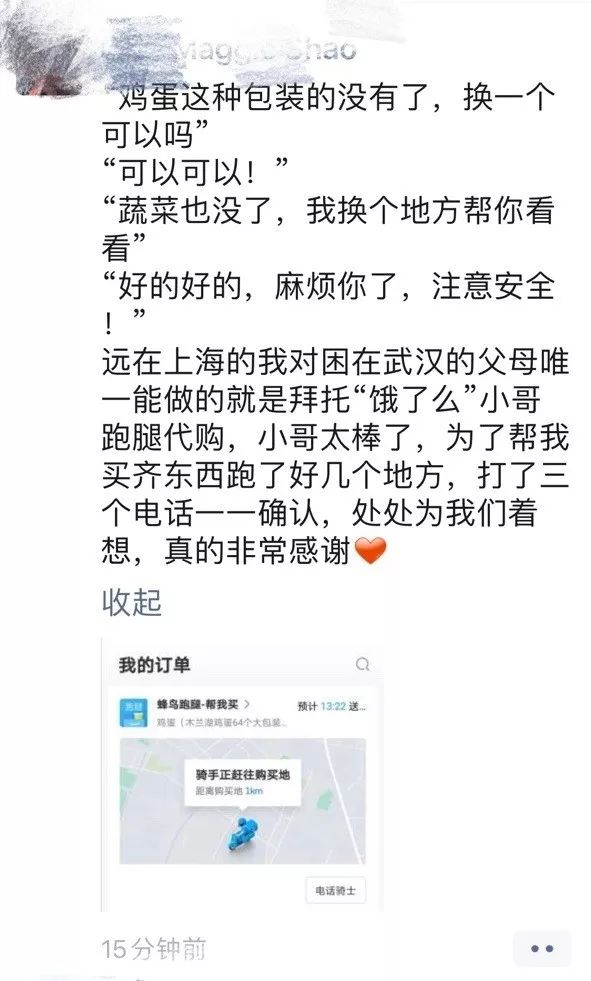 Maggie Shao
“鸡蛋这种包装的没有了，换一个
可以吗”
“可以可以！”
“蔬菜也没了，我换个地方帮你看
看”
“好的好的，麻烦你了，注意安全
！”
远在上海的我对困在武汉的父母唯
一能做的就是拜托“饿了么”小哥
跑腿代购，小哥太棒了，为了帮我
买齐东西跑了好几个地方，打了三
个电话一一确认，处处为我们着
想，真的非常感谢❤
收起
我的订单
跑腿
蜂鸟跑腿-帮我买 >
预计 13:22 送...
鸡蛋（木兰湖鸡蛋64个大包装...
骑手正赶往购买地
距离购买地 1km
电话骑士
15分钟前